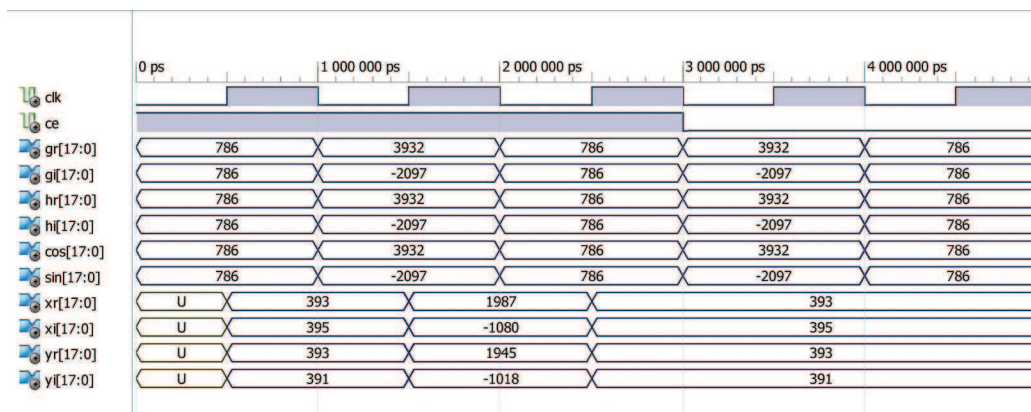 0 ps 1 000 000 ps 2 000 000 ps 3 000 000 ps 4 000 000 ps
clk
ce
gr[17:0] 786 3932 786 3932 786
gi[17:0] 786 -2097 786 -2097 786
hr[17:0] 786 3932 786 3932 786
hi[17:0] 786 -2097 786 -2097 786
cos[17:0] 786 3932 786 3932 786
sin[17:0] 786 -2097 786 -2097 786
xr[17:0] U 393 1987 393
xi[17:0] U 395 -1080 395
yr[17:0] U 393 1945 393
yi[17:0] U 391 -1018 391